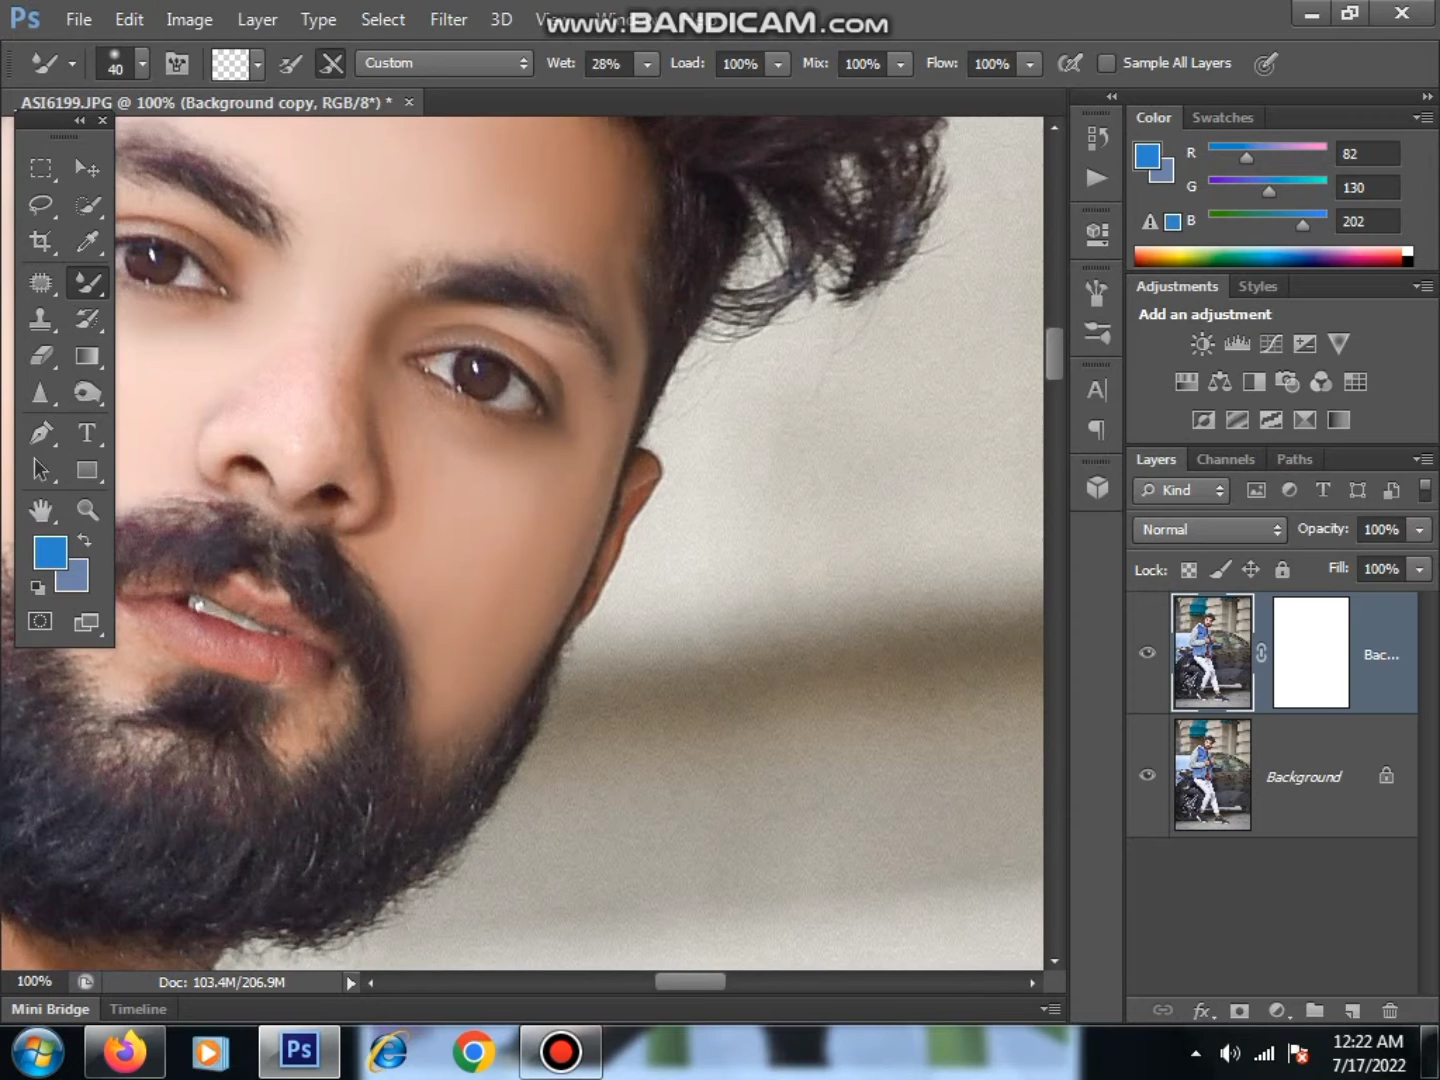 Ps File Edit Image Layer Type Select Filter 3D
www.BANDICAM.com
40 Custom Wet: 28% Load: 100% Mix: 100% Flow: 100% Sample All Layers
ASI6199.JPG @ 100% (Background copy, RGB/8*) *
Color Swatches
R 82
G 130
B 202
Adjustments Styles
Add an adjustment
Layers Channels Paths
Kind
Normal Opacity: 100%
Lock: Fill: 100%
Bac...
Background
100% Doc: 103.4M/206.9M
Mini Bridge Timeline
Ps
12:22 AM
7/17/2022